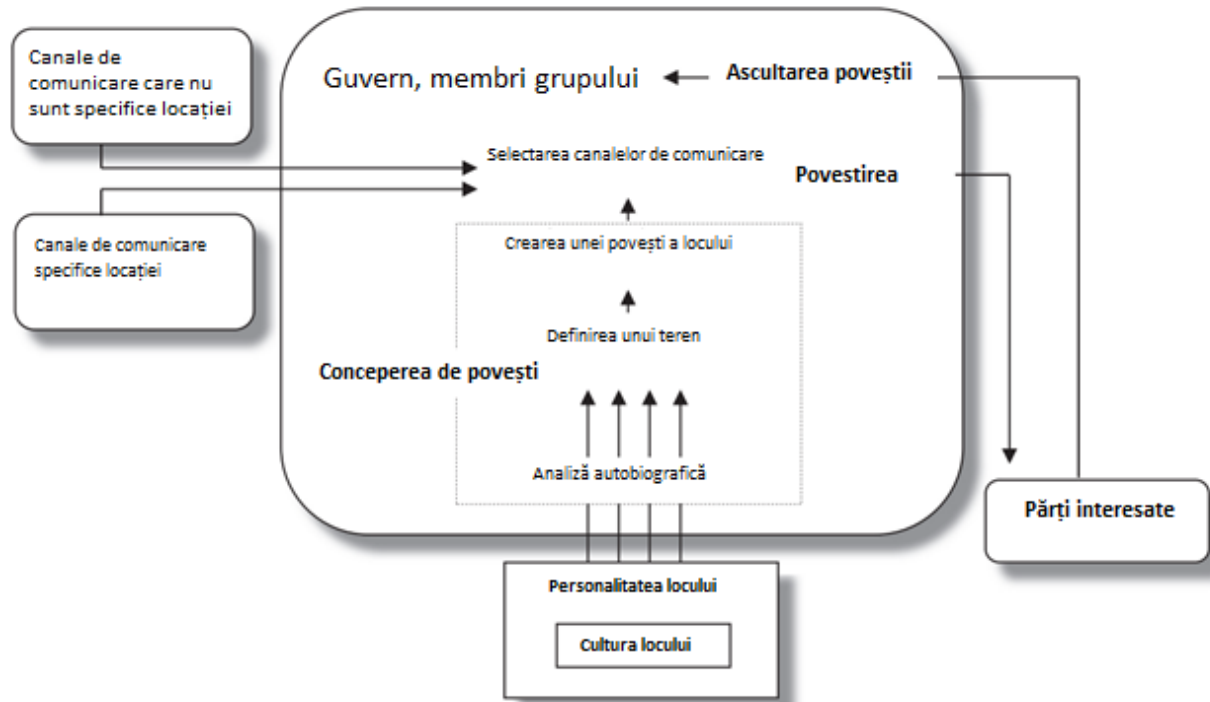 Canale de
comunicare care nu
sunt specifice locației
Guvern, membri grupului
Ascultarea poveștii
Selectarea canalelor de comunicare
Povestirea
Canale de comunicare
specifice locației
Crearea unei povești a locului
Definirea unui teren
Conceperea de povești
Analiză autobiografică
Părți interesate
Personalitatea locului
Cultura locului